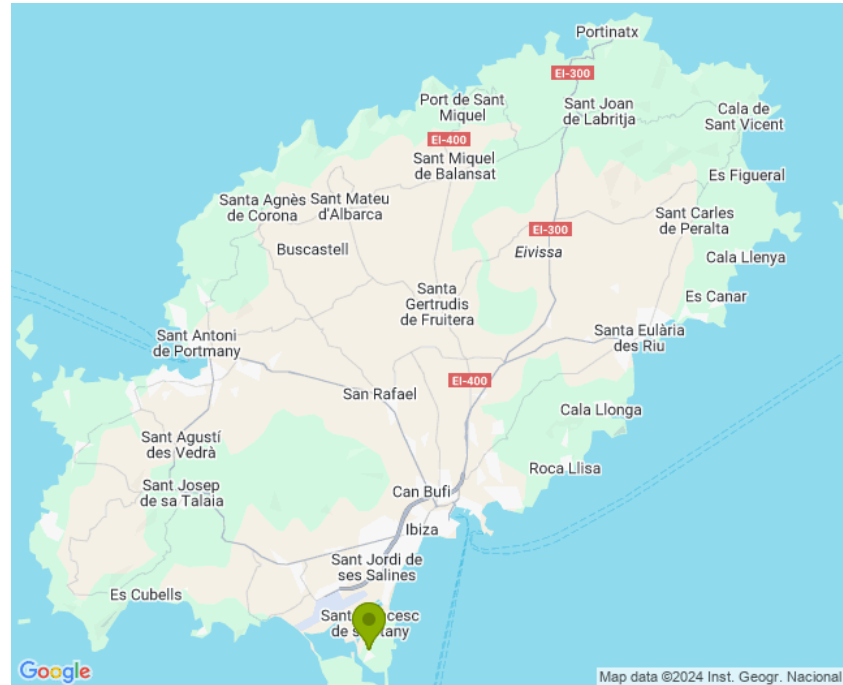 Portinatx
EI-300
Port de Sant
Miquel
Sant Joan
de Labritja
Cala de
Sant Vicent
EI-400
Sant Miquel
de Balansat
Es Figueral
Santa Agnès
de Corona
Sant Mateu
d'Albarca
Sant Carles
de Peralta
EI-300
Buscastell
Eivissa
Cala Llenya
Santa
Gertrudis
de Fruitera
Es Canar
Sant Antoni
de Portmany
Santa Eulària
des Riu
EI-400
San Rafael
Cala Llonga
Sant Agustí
des Vedrà
Roca Llisa
Sant Josep
de sa Talaia
Can Bufi
Ibiza
Sant Jordi de
ses Salines
Es Cubells
Sant
de
Google
Map data ©2024 Inst. Geogr. Nacional